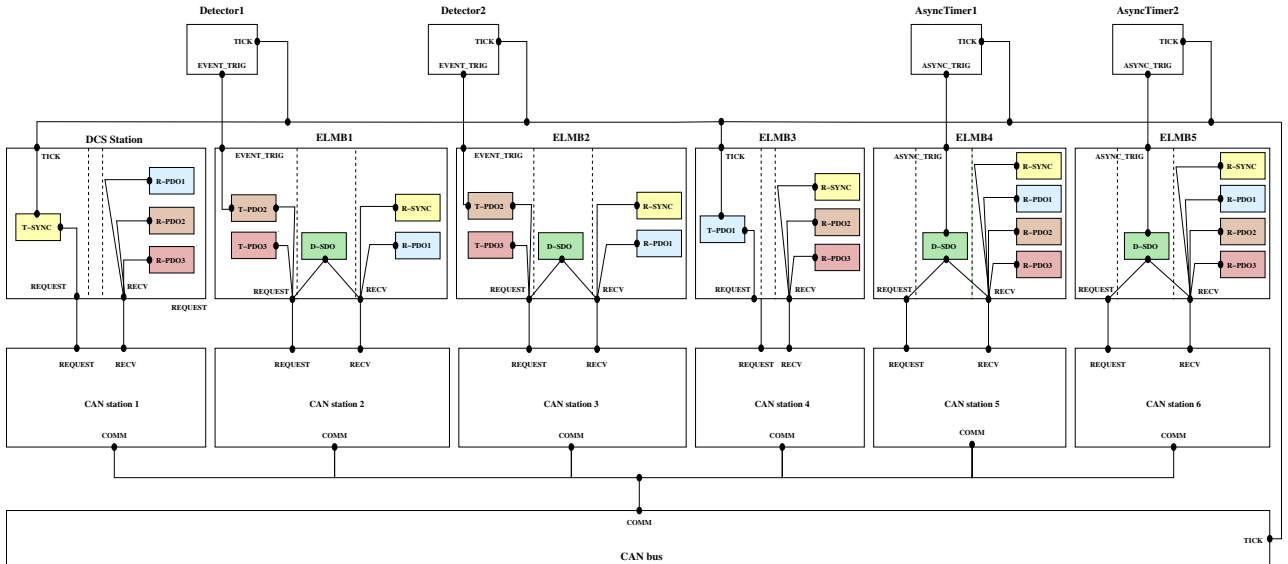 Detector1
Detector2
AsyncTimer1
AsyncTimer2
TICK
TICK
TICK
TICK
EVENT_TRIG
EVENT_TRIG
ASYNC_TRIG
ASYNC_TRIG
DCS Station
ELMB1
ELMB2
ELMB3
ELMB4
ELMB5
TICK
R-PDO1
R-PDO2
T-SYNC
R-PDO3
REQUEST
RECV
REQUEST
EVENT_TRIG
T-PDO2
R-SYNC
T-PDO3
D-SDO
R-PDO1
REQUEST
RECV
EVENT_TRIG
T-PDO2
R-SYNC
T-PDO3
D-SDO
R-PDO1
REQUEST
RECV
TICK
R-SYNC
R-PDO2
T-PDO1
R-PDO3
REQUEST
RECV
ASYNC_TRIG
R-SYNC
R-PDO1
R-PDO2
D-SDO
R-PDO3
REQUEST
RECV
ASYNC_TRIG
R-SYNC
R-PDO1
R-PDO2
D-SDO
R-PDO3
REQUEST
RECV
REQUEST
RECV
CAN station 1
COMM
REQUEST
RECV
CAN station 2
COMM
REQUEST
RECV
CAN station 3
COMM
REQUEST
RECV
CAN station 4
COMM
REQUEST
RECV
CAN station 5
COMM
REQUEST
RECV
CAN station 6
COMM
COMM
TICK
CAN bus